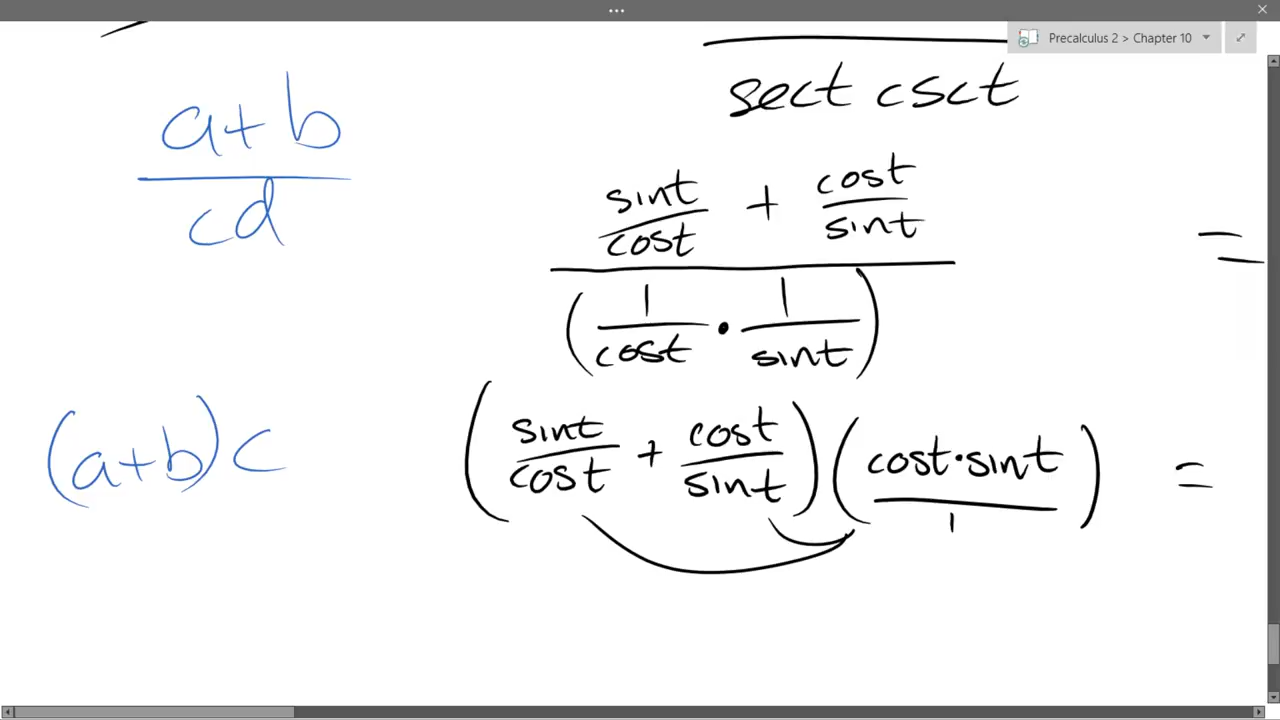 ...
Precalculus 2 > Chapter 10
sect csct
a+b
cd
sint/cost + cost/sint
=
(1/cost · 1/sint)
(a+b)c
(sint/cost + cost/sint)(cost·sint/1) =